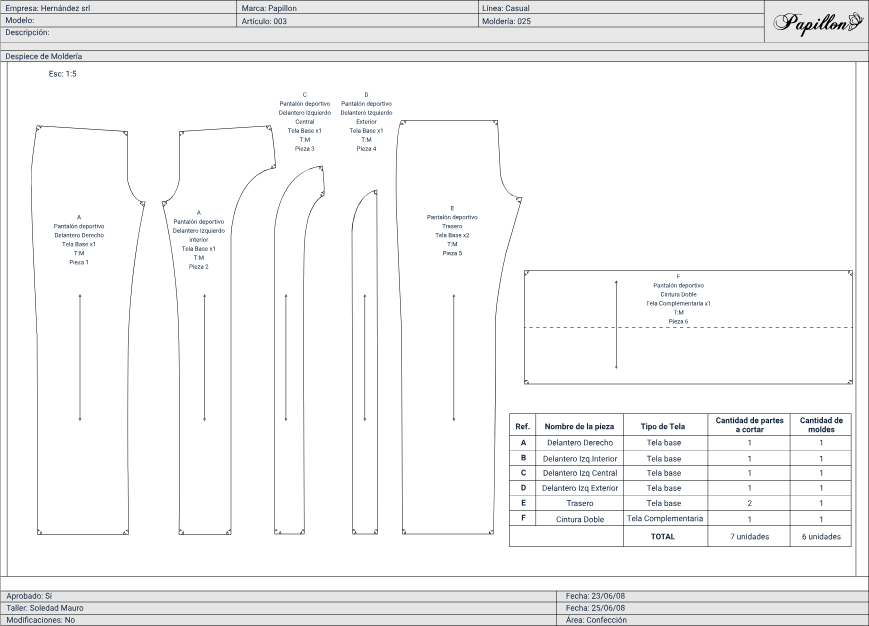 Empresa: Hernández srl
Marca: Papillon
Línea: Casual
Modelo:
Artículo: 003
Moldería: 025
Descripción:
Papillon
Despiece de Moldería
Esc: 1:5
A
Pantalón deportivo
Delantero Derecho
Tela Base x1
T:M
Pieza 1
A
Pantalón deportivo
Delantero Izquierdo
interior
Tela Base x1
T:M
Pieza 2
C
Pantalón deportivo
Delantero Izquierdo
Central
Tela Base x1
T:M
Pieza 3
D
Pantalón deportivo
Delantero Izquierdo
Exterior
Tela Base x1
T:M
Pieza 4
E
Pantalón deportivo
Trasero
Tela Base x2
T:M
Pieza 5
F
Pantalón deportivo
Cintura Doble
Tela Complementaria x1
T:M
Pieza 6
Ref. Nombre de la pieza Tipo de Tela Cantidad de partes a cortar Cantidad de moldes
A Delantero Derecho Tela base 1 1
B Delantero Izq Interior Tela base 1 1
C Delantero Izq Central Tela base 1 1
D Delantero Izq Exterior Tela base 1 1
E Trasero Tela base 2 1
F Cintura Doble Tela Complementaria 1 1
TOTAL 7 unidades 6 unidades
Aprobado: Sí
Fecha: 23/06/08
Taller: Soledad Mauro
Fecha: 25/06/08
Modificaciones: No
Área: Confección